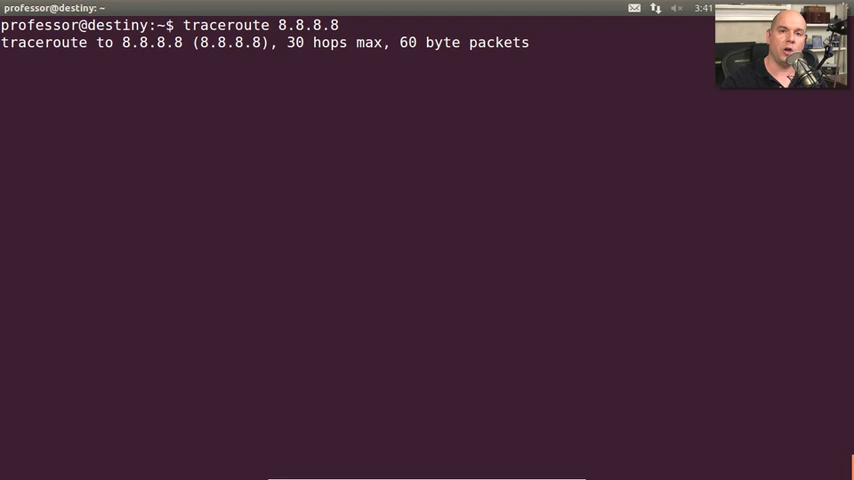 professor@destiny: ~
3:41
professor@destiny:~$ traceroute 8.8.8.8
traceroute to 8.8.8.8 (8.8.8.8), 30 hops max, 60 byte packets